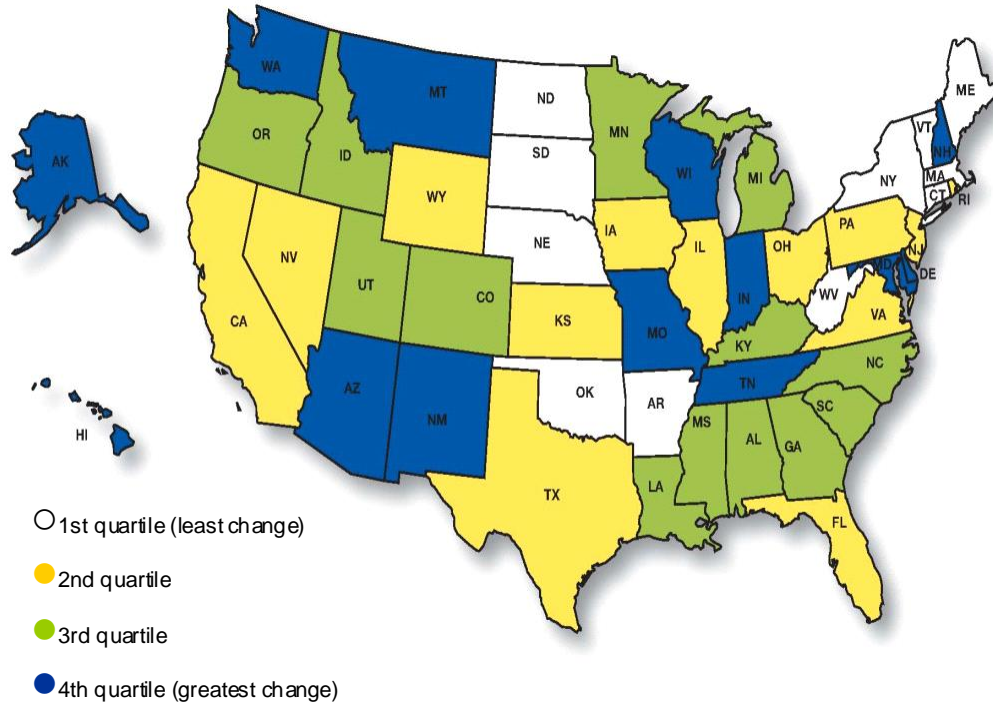 WA
MT
ND
ME
MN
VT
OR
ID
SD
NH
WI
MI
NY
MA
CT
RI
WY
AK
NE
IA
PA
NJ
IL
OH
NV
UT
CO
IN
MD
DE
WV
CA
KS
MO
KY
VA
AZ
NM
OK
AR
TN
NC
MS
AL
GA
SC
HI
TX
LA
FL
1st quartile (least change)
2nd quartile
3rd quartile
4th quartile (greatest change)